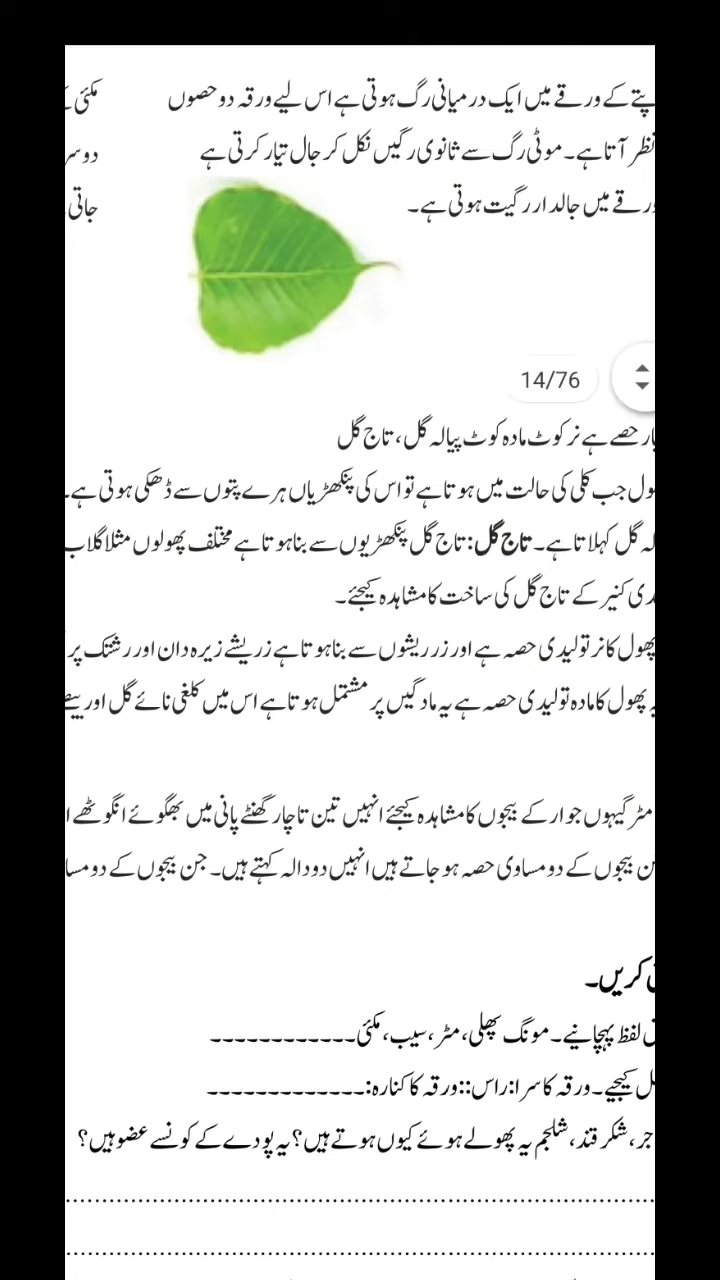 پتے کے ورقے میں ایک درمیانی رگ ہوتی ہے اس لیے ورقہ دو حصوں
نظر آتا ہے۔ موٹی رگ سے ثانوی رگیں نکل کر جال تیار کرتی ہے
ورقے میں جالدار رگیت ہوتی ہے۔
مکئی
دوسر
جاتی
14/76
حصے ہے نر کوٹ مادہ کوٹ پیالہ گل، تاج گل
جب کلی کی حالت میں ہوتا ہے تو اس کی پنکھڑیاں ہرے پتوں سے ڈھکی ہوتی ہے۔
گل کہلاتا ہے۔ تاج گل: تاج گل پنکھڑیوں سے بنا ہوتا ہے مختلف پھولوں مثلا گلاب
کنیر کے تاج گل کی ساخت کا مشاہدہ کیجئے۔
پھول کا نر تولیدی حصہ ہے اور زر ریشوں سے بنا ہوتا ہے زریشے زیرہ دان اور رشتک پر
پھول کا مادہ تولیدی حصہ ہے یہ مادگیں پر مشتمل ہوتا ہے اس میں کلغی نائے گل اور
مٹر گیہوں جوار کے بیجوں کا مشاہدہ کیجئے انہیں تین تا چار گھنٹے پانی میں بھگوئے انگوٹھے
بیجوں کے دو مساوی حصہ ہو جاتے ہیں انہیں دو دالہ کہتے ہیں۔ جن بیجوں کے دو مسا
کریں۔
لفظ پہچانیے۔ مونگ پھلی، مٹر، سیب، مکئی------------
کیجیے۔ ورقہ کا سرا: راس:: ورقہ کا کنارہ:-------------
جر، شکر قند، شلجم یہ پھولے ہوئے کیوں ہوتے ہیں؟ یہ پودے کے کونسے عضو ہیں؟